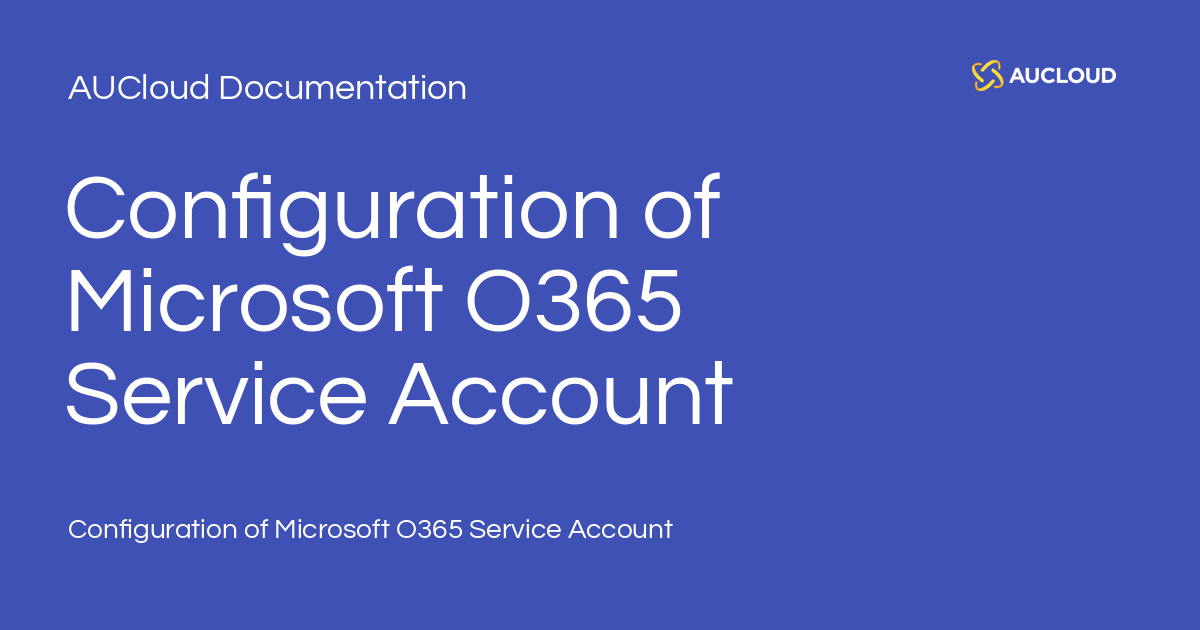 AUCloud Documentation
AUCLOUD
Configuration of
Microsoft O365
Service Account
Configuration of Microsoft O365 Service Account